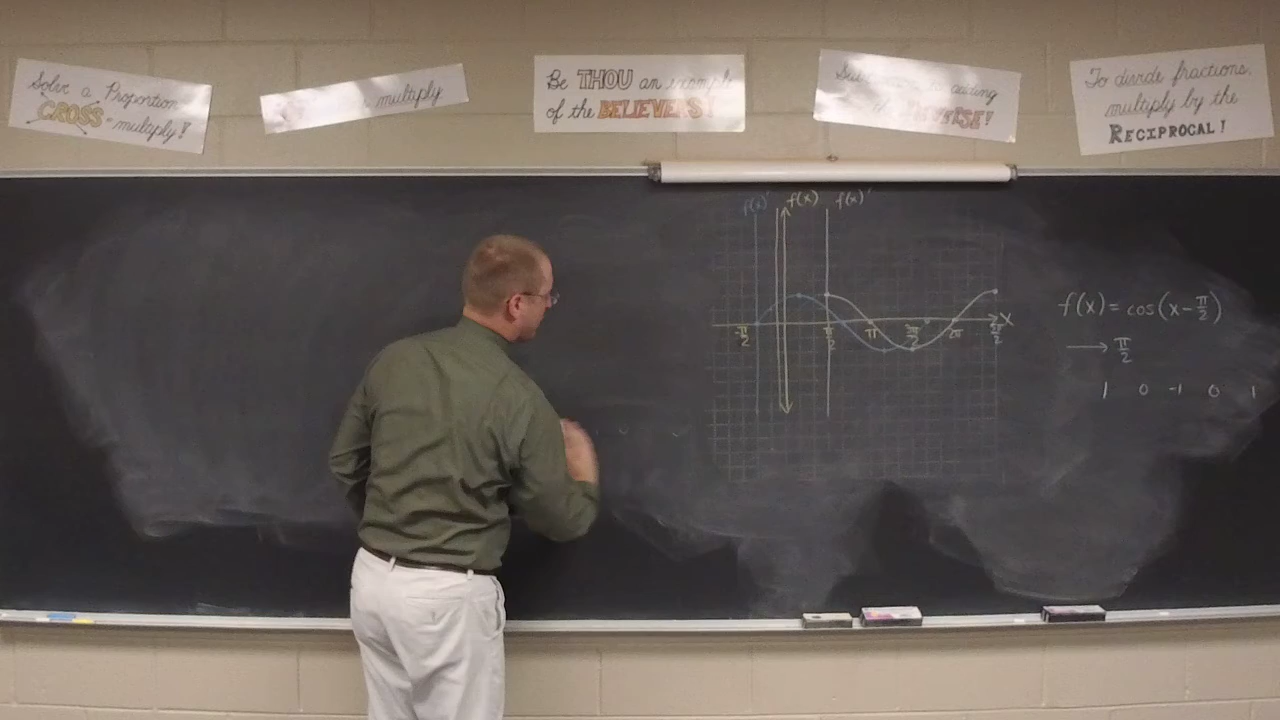 Solve a Proportion
CROSS-multiply!
multiply
Be THOU an example
of the BELIEVERS!
To divide fractions,
multiply by the
RECIPROCAL!
f(x)' f(x) f(x)'
-π/2 π/2 π 3π/2 2π 5π/2 X
f(x)=cos(x-π/2)
→ π/2
1 0 -1 0 1